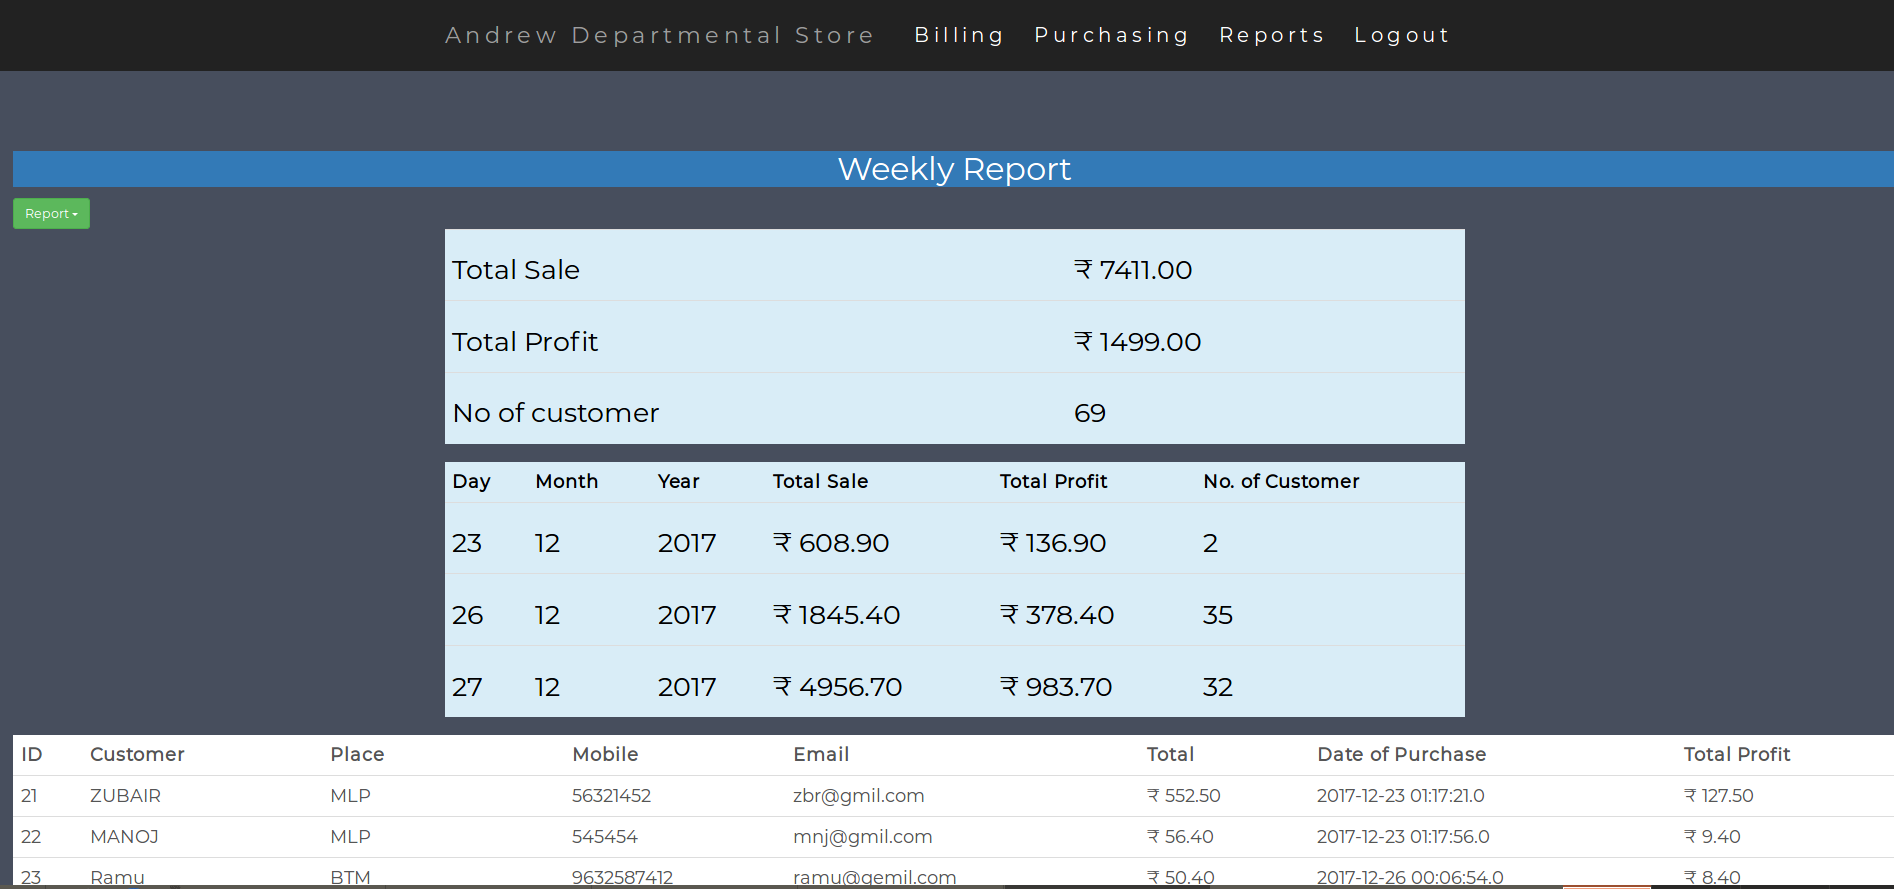 Andrew Departmental Store Billing Purchasing Reports Logout
Weekly Report
Report
Total Sale ₹ 7411.00
Total Profit ₹ 1499.00
No of customer 69
Day Month Year Total Sale Total Profit No. of Customer
23 12 2017 ₹ 608.90 ₹ 136.90 2
26 12 2017 ₹ 1845.40 ₹ 378.40 35
27 12 2017 ₹ 4956.70 ₹ 983.70 32
ID Customer Place Mobile Email Total Date of Purchase Total Profit
21 ZUBAIR MLP 56321452 zbr@gmil.com ₹ 552.50 2017-12-23 01:17:21.0 ₹ 127.50
22 MANOJ MLP 545454 mnj@gmil.com ₹ 56.40 2017-12-23 01:17:56.0 ₹ 9.40
23 Ramu BTM 9632587412 ramu@gemil.com ₹ 50.40 2017-12-26 00:06:54.0 ₹ 8.40